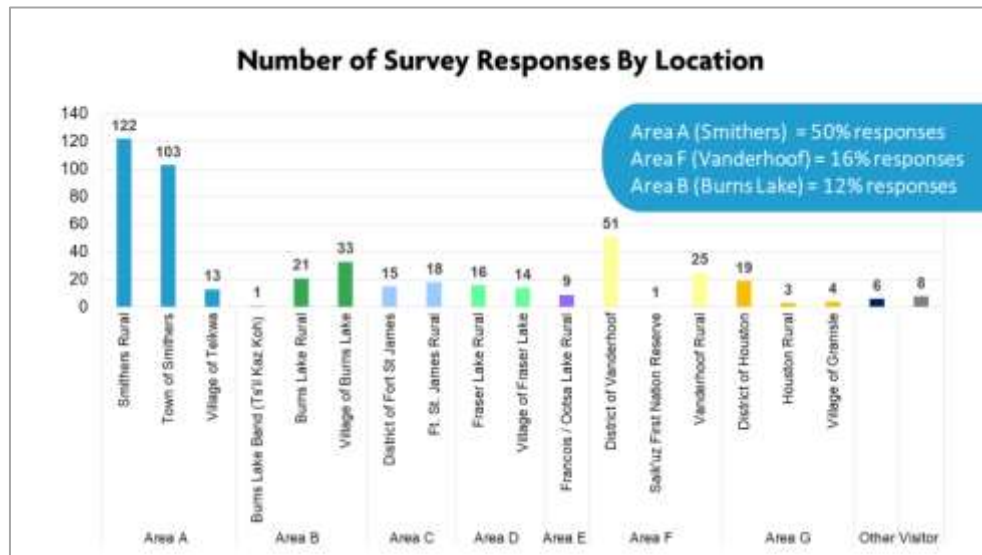 Number of Survey Responses By Location
Area A (Smithers) = 50% responses
Area F (Vanderhoof) = 16% responses
Area B (Burns Lake) = 12% responses
140
120
100
80
60
40
20
0
122
103
13
1
21
33
15
18
16
14
9
51
1
25
19
3
4
6
8
Smithers Rural
Town of Smithers
Village of Telkwa
Burns Lake Band (Ts'il Kaz Koh)
Burns Lake Rural
Village of Burns Lake
District of Fort St James
Ft. St. James Rural
Fraser Lake Rural
Village of Fraser Lake
Francois / Ootsa Lake Rural
District of Vanderhoof
Saik'uz First Nation Reserve
Vanderhoof Rural
District of Houston
Houston Rural
Village of Granisle
Area A
Area B
Area C
Area D
Area E
Area F
Area G
Other
Visitor